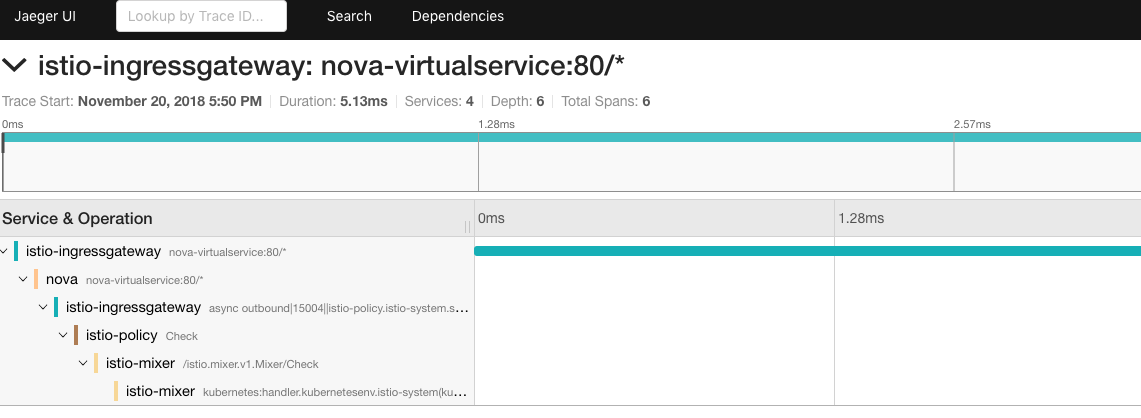 Jaeger UI Lookup by Trace ID... Search Dependencies
istio-ingressgateway: nova-virtualservice:80/*
Trace Start: November 20, 2018 5:50 PM Duration: 5.13ms Services: 4 Depth: 6 Total Spans: 6
0ms 1.28ms 2.57ms
Service & Operation 0ms 1.28ms
istio-ingressgateway nova-virtualservice:80/*
nova nova-virtualservice:80/*
istio-ingressgateway async outbound|15004||istio-policy.istio-system.s...
istio-policy Check
istio-mixer /istio.mixer.v1.Mixer/Check
istio-mixer kubernetes:handler.kubernetesenv.istio-system(ku...